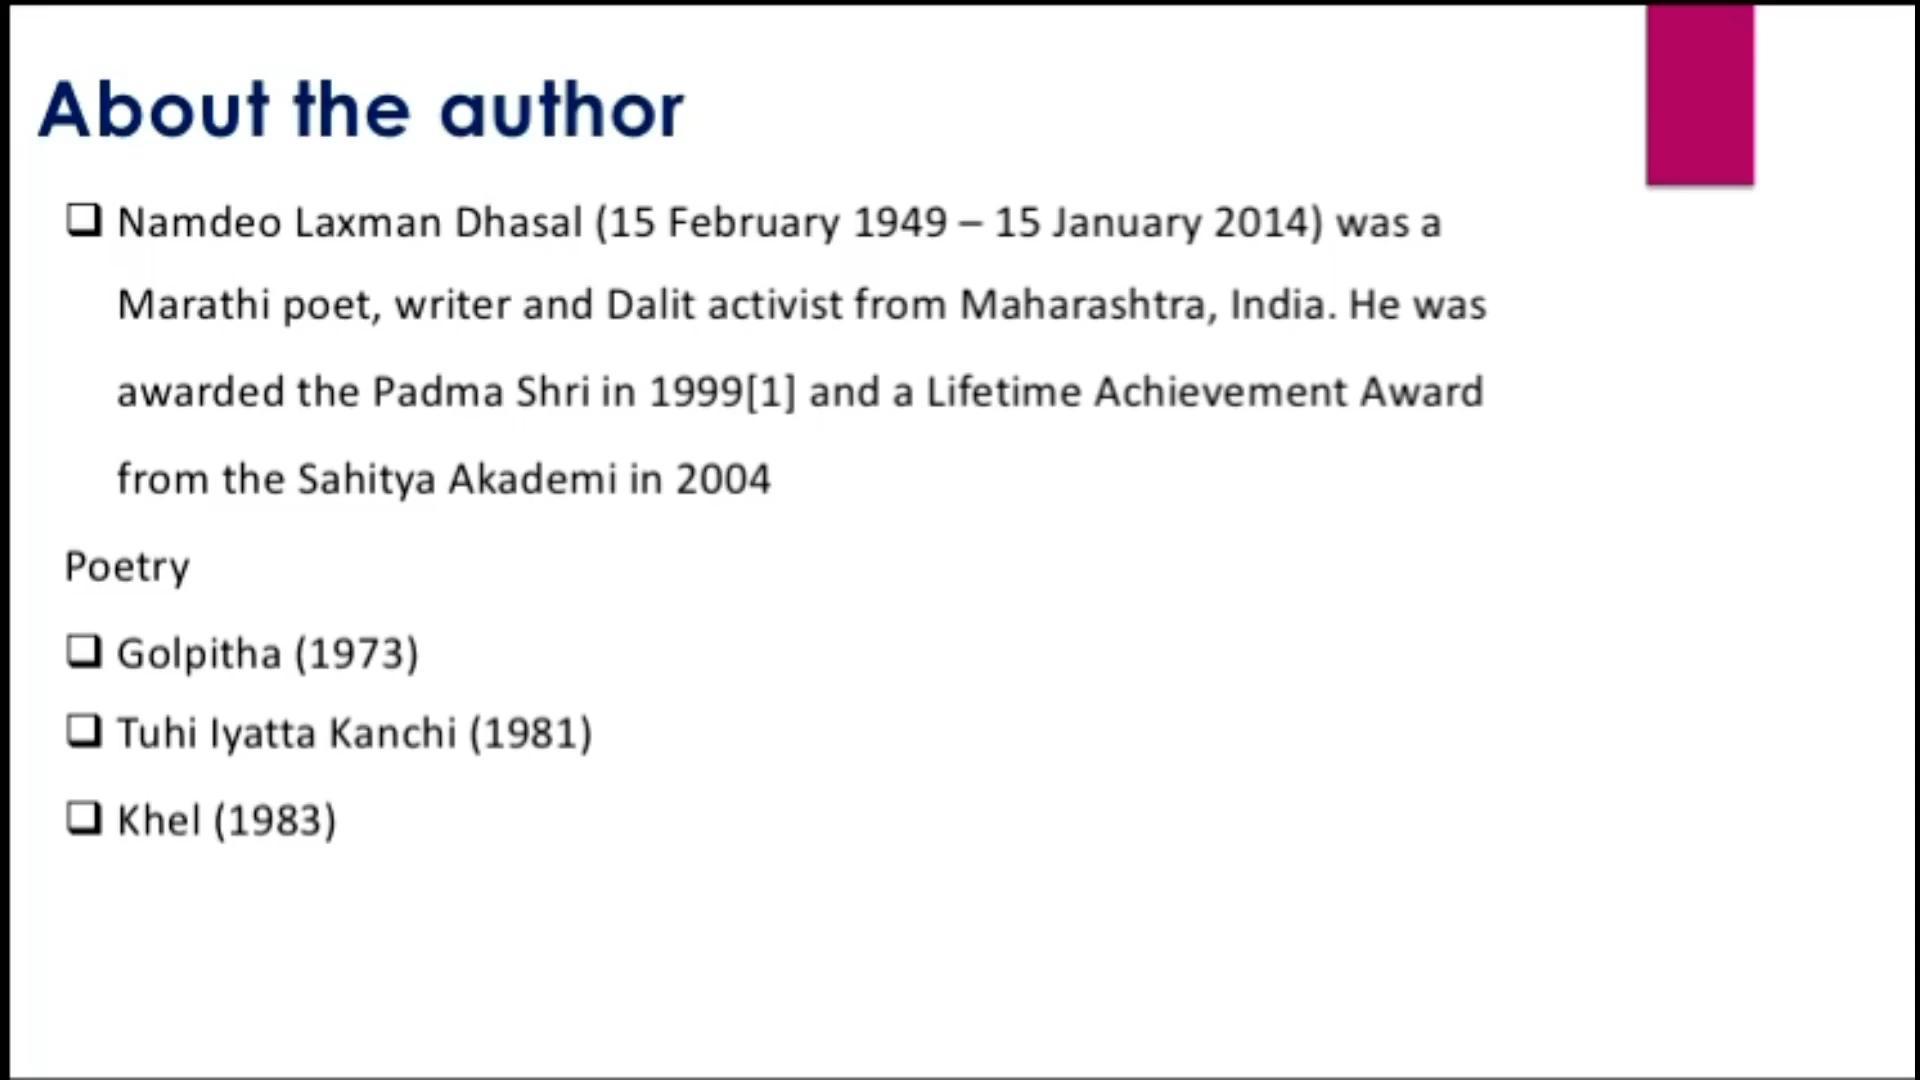 About the author
❑ Namdeo Laxman Dhasal (15 February 1949 – 15 January 2014) was a
Marathi poet, writer and Dalit activist from Maharashtra, India. He was
awarded the Padma Shri in 1999[1] and a Lifetime Achievement Award
from the Sahitya Akademi in 2004
Poetry
❑ Golpitha (1973)
❑ Tuhi Iyatta Kanchi (1981)
❑ Khel (1983)